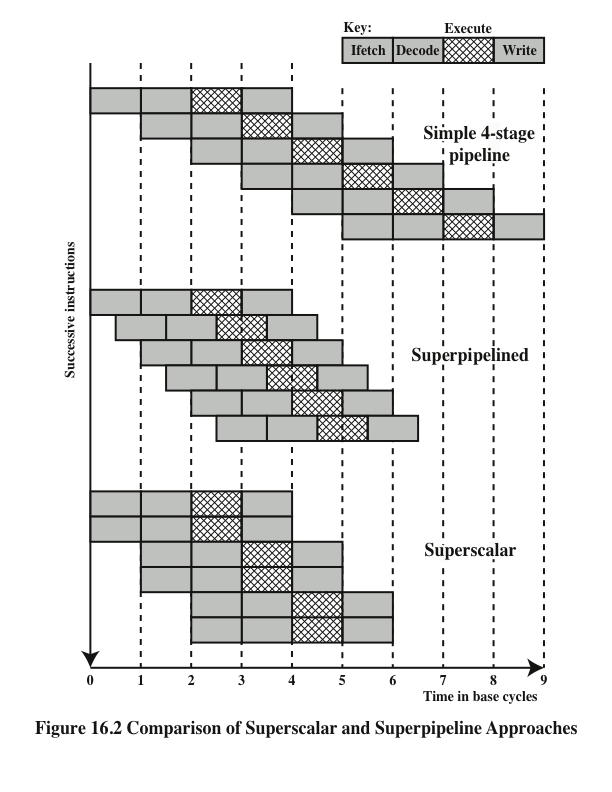 Key: Execute
Ifetch Decode Write
Simple 4-stage
pipeline
Successive instructions
Superpipelined
Superscalar
0 1 2 3 4 5 6 7 8 9
Time in base cycles
Figure 16.2 Comparison of Superscalar and Superpipeline Approaches